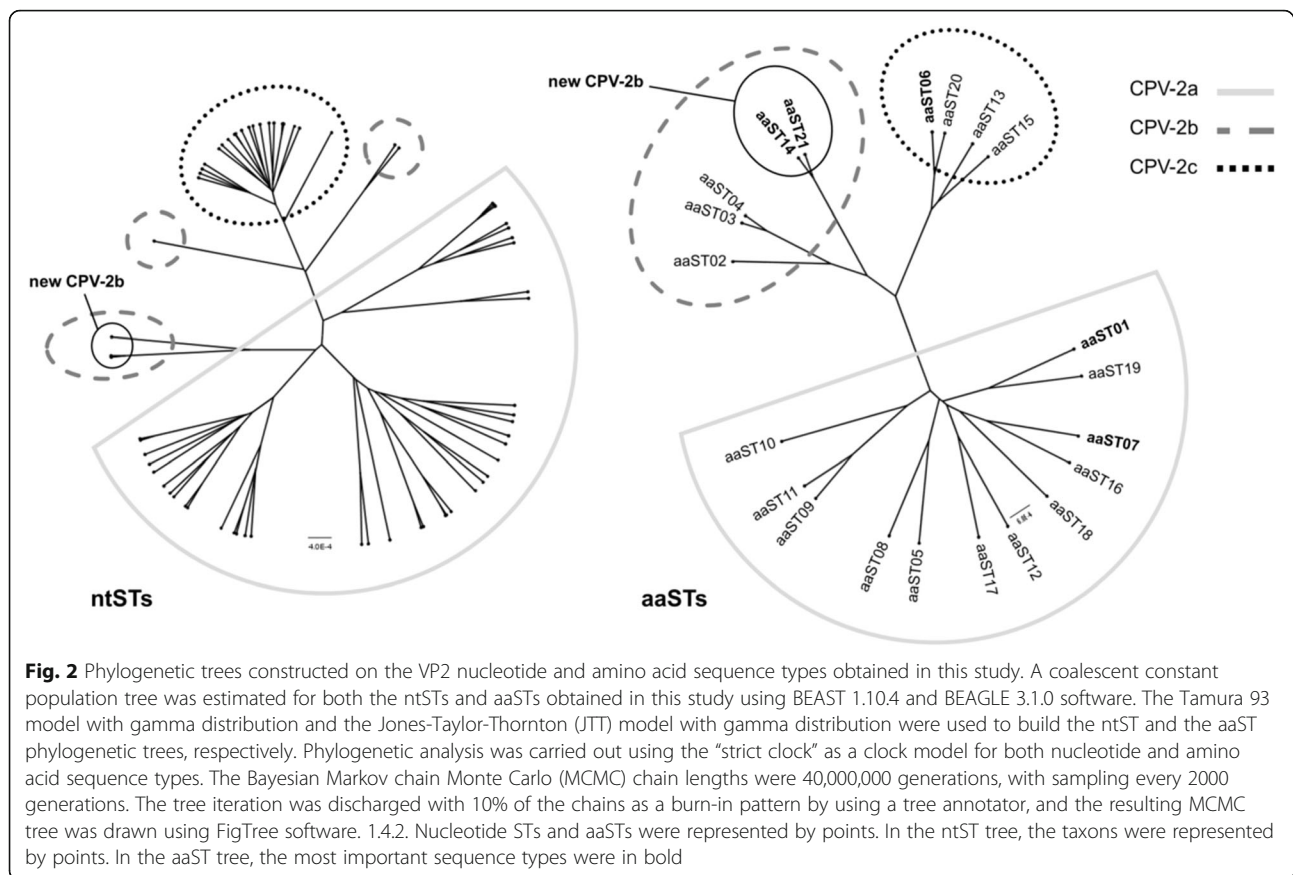 new CPV-2b
new CPV-2b
4.0E-4
ntSTs
new CPV-2b
aaST21
aaST14
aaST04
aaST03
aaST02
aaST06
aaST20
aaST13
aaST15
CPV-2a
CPV-2b
CPV-2c
aaST01
aaST19
aaST07
aaST16
aaST18
aaST12
aaST17
aaST05
aaST08
aaST09
aaST11
aaST10
aaSTs
Fig. 2 Phylogenetic trees constructed on the VP2 nucleotide and amino acid sequence types obtained in this study. A coalescent constant
population tree was estimated for both the ntSTs and aaSTs obtained in this study using BEAST 1.10.4 and BEAGLE 3.1.0 software. The Tamura 93
model with gamma distribution and the Jones-Taylor-Thornton (JTT) model with gamma distribution were used to build the ntST and the aaST
phylogenetic trees, respectively. Phylogenetic analysis was carried out using the “strict clock” as a clock model for both nucleotide and amino
acid sequence types. The Bayesian Markov chain Monte Carlo (MCMC) chain lengths were 40,000,000 generations, with sampling every 2000
generations. The tree iteration was discharged with 10% of the chains as a burn-in pattern by using a tree annotator, and the resulting MCMC
tree was drawn using FigTree software. 1.4.2. Nucleotide STs and aaSTs were represented by points. In the ntST tree, the taxons were represented
by points. In the aaST tree, the most important sequence types were in bold